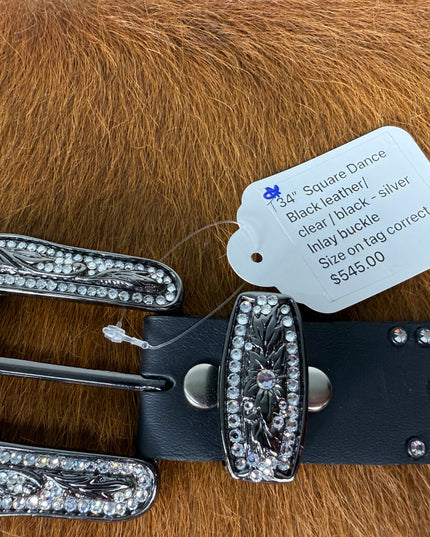 34" Square Dance
Black leather/
clear / black - silver
Inlay buckle
Size on tag correct
$545.00